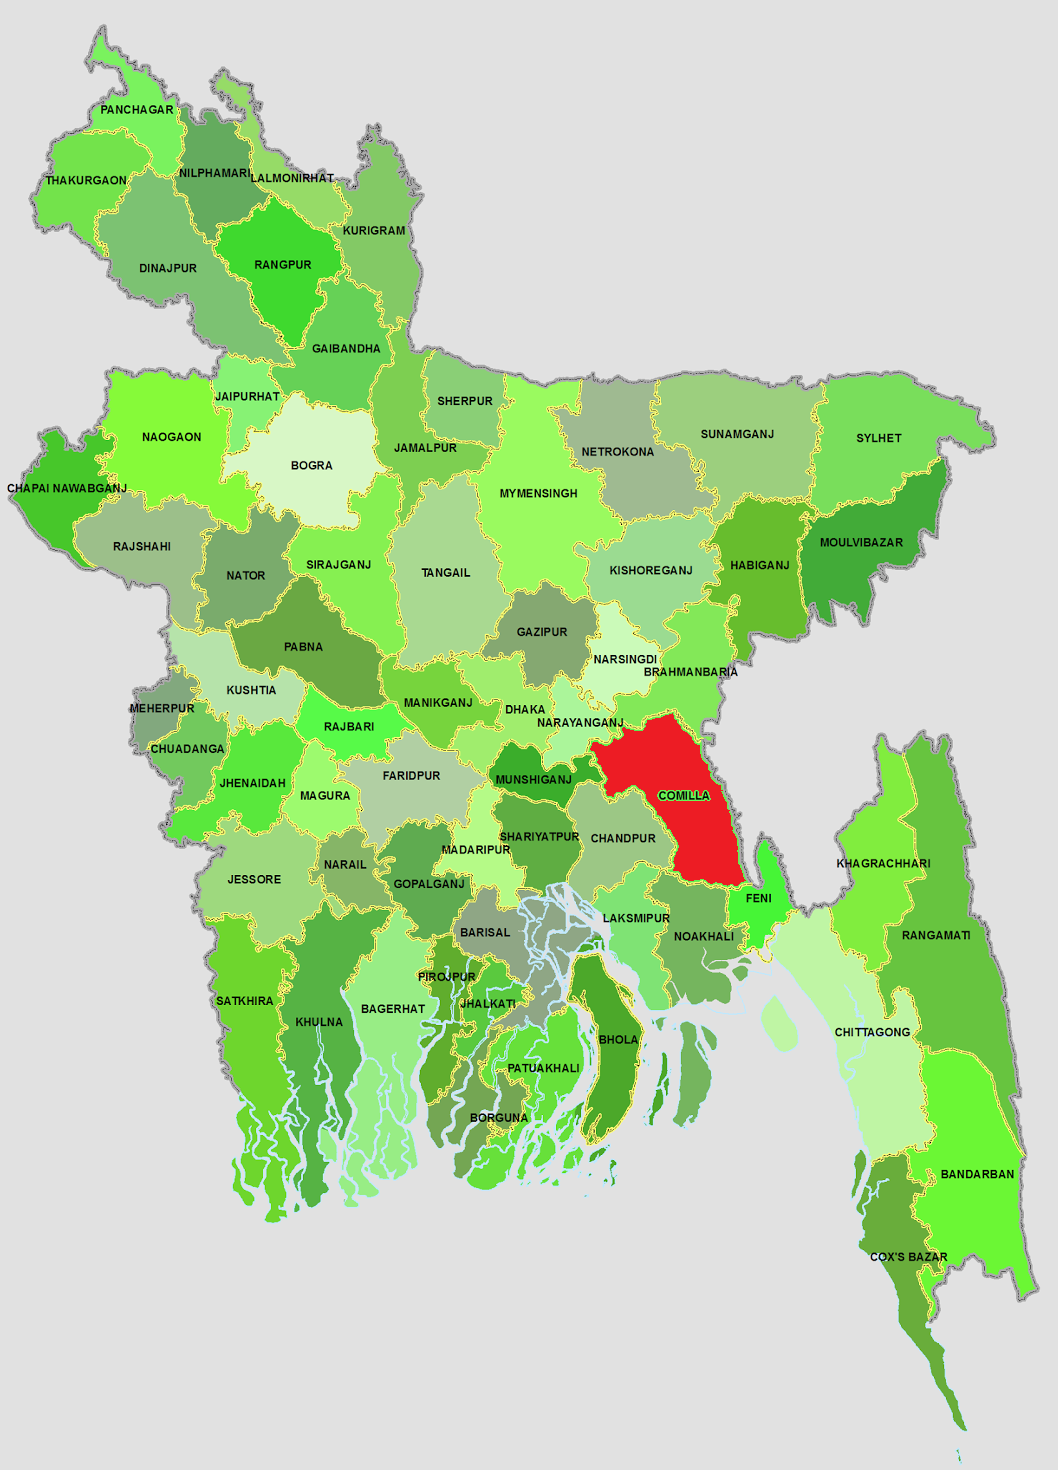 PANCHAGAR
THAKURGAON
NILPHAMARI
LALMONIRHAT
KURIGRAM
DINAJPUR
RANGPUR
GAIBANDHA
JAIPURHAT
SHERPUR
NAOGAON
JAMALPUR
BOGRA
NETROKONA
SUNAMGANJ
SYLHET
CHAPAI NAWABGANJ
MYMENSINGH
RAJSHAHI
NATOR
SIRAJGANJ
TANGAIL
KISHOREGANJ
HABIGANJ
MOULVIBAZAR
PABNA
GAZIPUR
NARSINGDI
BRAHMANBARIA
KUSHTIA
MEHERPUR
MANIKGANJ
DHAKA
NARAYANGANJ
RAJBARI
CHUADANGA
JHENAIDAH
MAGURA
FARIDPUR
MUNSHIGANJ
COMILLA
SHARIYATPUR
CHANDPUR
MADARIPUR
NARAIL
JESSORE
GOPALGANJ
KHAGRACHHARI
FENI
LAKSMIPUR
NOAKHALI
BARISAL
RANGAMATI
PIROJPUR
SATKHIRA
KHULNA
BAGERHAT
JHALKATI
BHOLA
CHITTAGONG
PATUAKHALI
BORGUNA
BANDARBAN
COX'S BAZAR